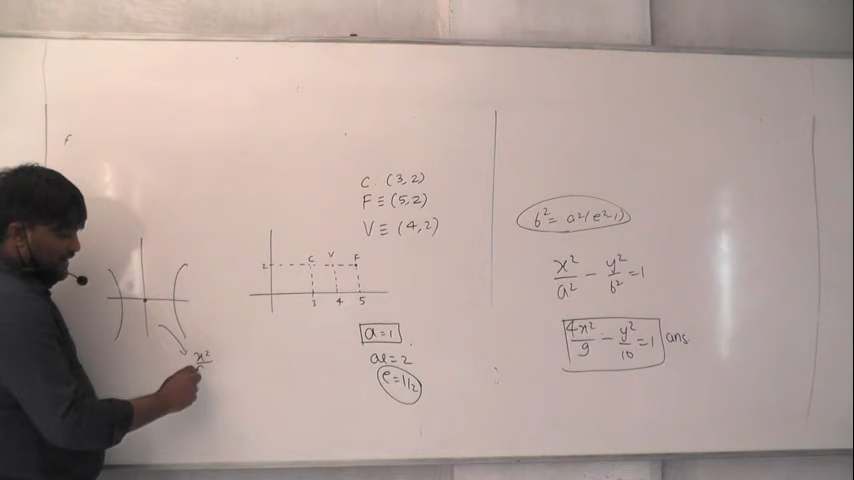 C : (3, 2)
F ≡ (5, 2)
V ≡ (4, 2)
C V F
2
3 4 5
a = 1
ae = 2
e = 1/2
x²
b² = a²(e²-1)
x²/a² - y²/b² = 1
4x²/9 - y²/10 = 1 ans.